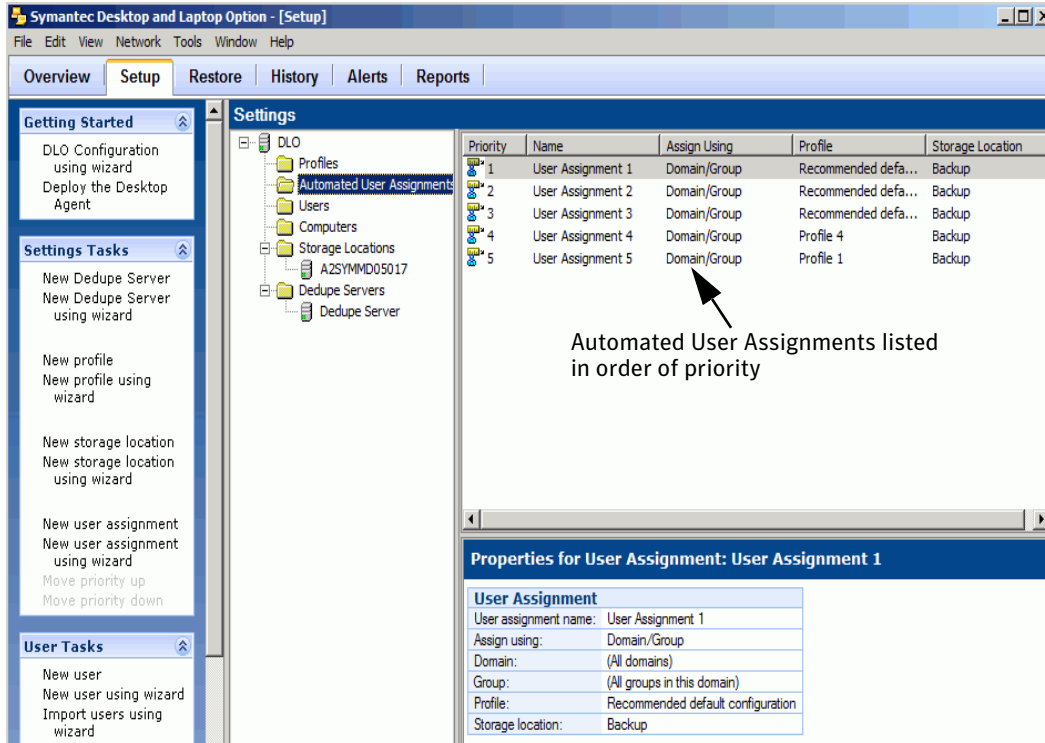 Symantec Desktop and Laptop Option - [Setup]
File Edit View Network Tools Window Help
Overview Setup Restore History Alerts Reports
Getting Started
DLO Configuration
using wizard
Deploy the Desktop
Agent
Settings Tasks
New Dedupe Server
New Dedupe Server
using wizard
New profile
New profile using
wizard
New storage location
New storage location
using wizard
New user assignment
New user assignment
using wizard
Move priority up
Move priority down
User Tasks
New user
New user using wizard
Import users using
wizard
Settings
DLO
Profiles
Automated User Assignments
Users
Computers
Storage Locations
A2SYMMD05017
Dedupe Servers
Dedupe Server
Priority Name Assign Using Profile Storage Location
1 User Assignment 1 Domain/Group Recommended defa... Backup
2 User Assignment 2 Domain/Group Recommended defa... Backup
3 User Assignment 3 Domain/Group Recommended defa... Backup
4 User Assignment 4 Domain/Group Profile 4 Backup
5 User Assignment 5 Domain/Group Profile 1 Backup
Automated User Assignments listed
in order of priority
Properties for User Assignment: User Assignment 1
User Assignment
User assignment name: User Assignment 1
Assign using: Domain/Group
Domain: (All domains)
Group: (All groups in this domain)
Profile: Recommended default configuration
Storage location: Backup